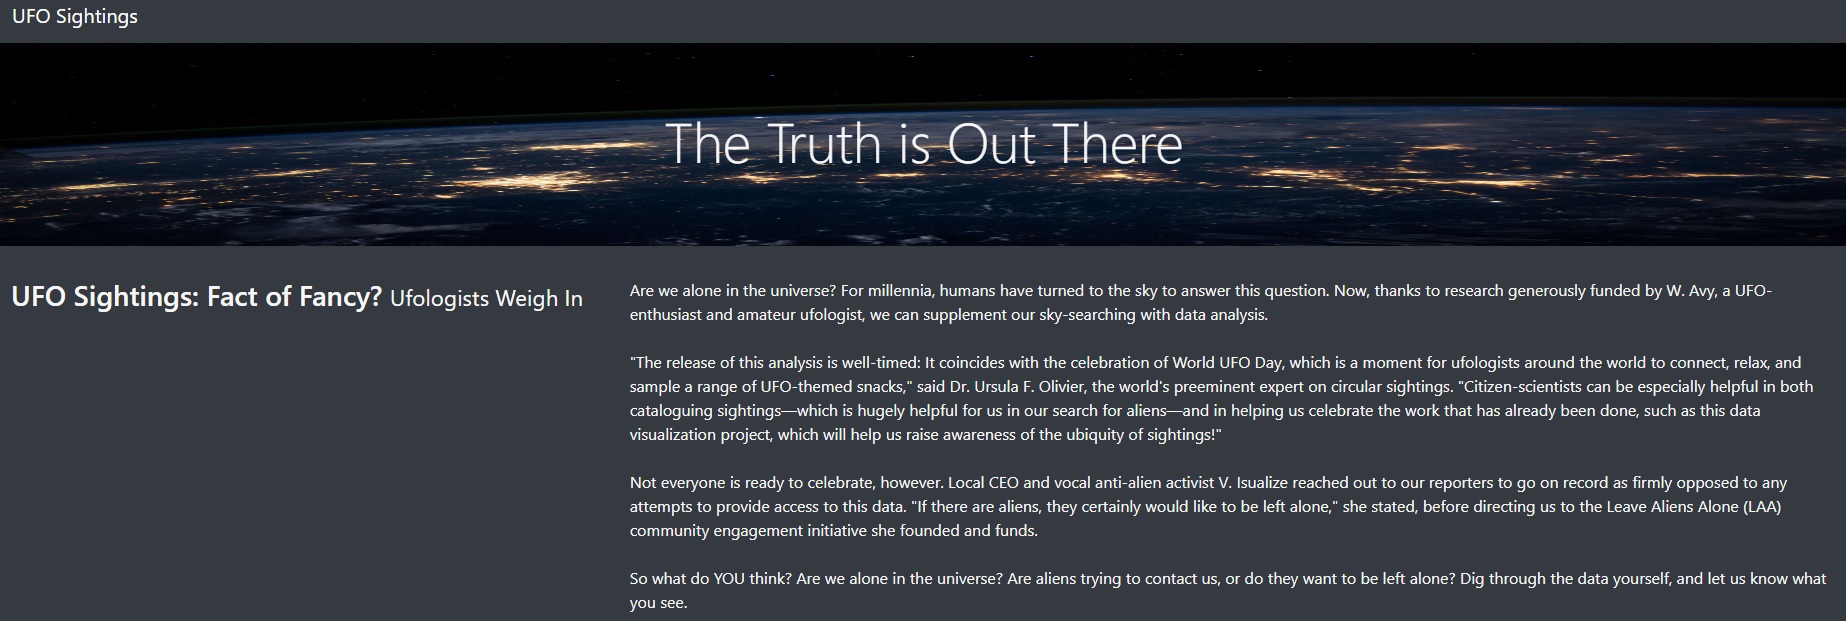 UFO Sightings
The Truth is Out There
UFO Sightings: Fact of Fancy? Ufologists Weigh In
Are we alone in the universe? For millennia, humans have turned to the sky to answer this question. Now, thanks to research generously funded by W. Avy, a UFO-
enthusiast and amateur ufologist, we can supplement our sky-searching with data analysis.
"The release of this analysis is well-timed: It coincides with the celebration of World UFO Day, which is a moment for ufologists around the world to connect, relax, and
sample a range of UFO-themed snacks," said Dr. Ursula F. Olivier, the world's preeminent expert on circular sightings. "Citizen-scientists can be especially helpful in both
cataloguing sightings—which is hugely helpful for us in our search for aliens—and in helping us celebrate the work that has already been done, such as this data
visualization project, which will help us raise awareness of the ubiquity of sightings!"
Not everyone is ready to celebrate, however. Local CEO and vocal anti-alien activist V. Isualize reached out to our reporters to go on record as firmly opposed to any
attempts to provide access to this data. "If there are aliens, they certainly would like to be left alone," she stated, before directing us to the Leave Aliens Alone (LAA)
community engagement initiative she founded and funds.
So what do YOU think? Are we alone in the universe? Are aliens trying to contact us, or do they want to be left alone? Dig through the data yourself, and let us know what
you see.